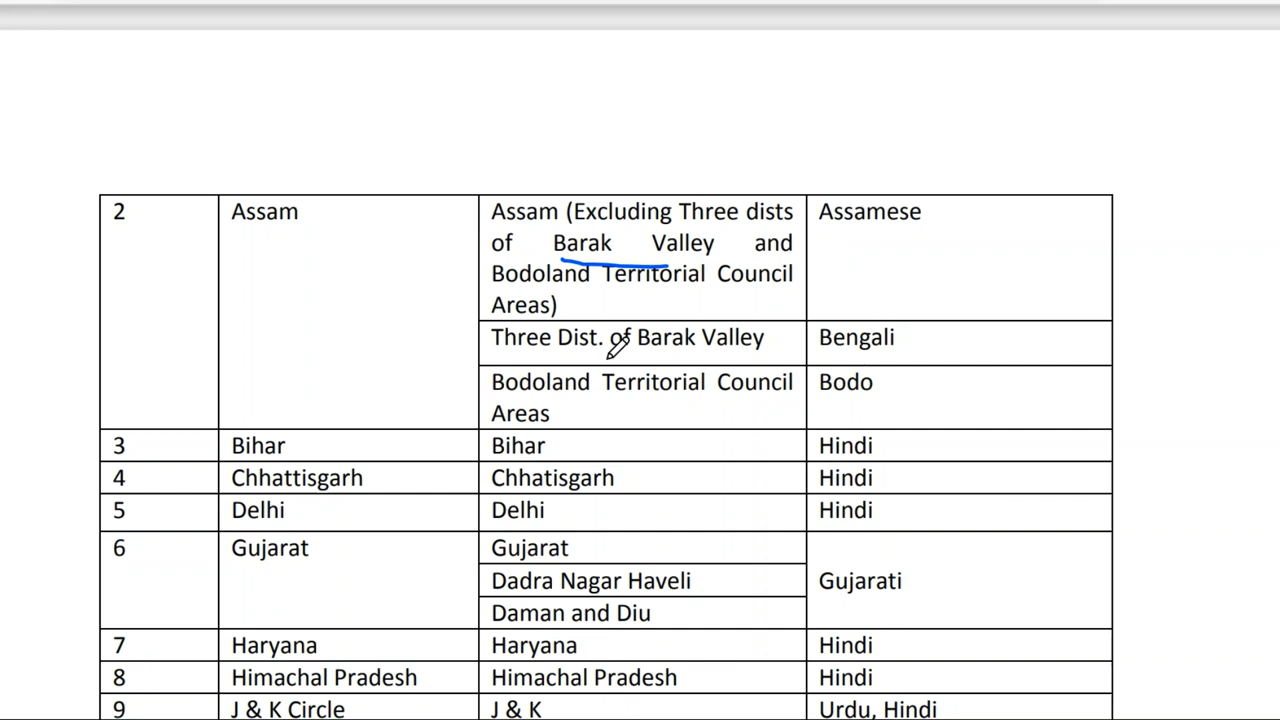 2 Assam Assam (Excluding Three dists Assamese
of Barak Valley and
Bodoland Territorial Council
Areas)
Three Dist. of Barak Valley Bengali
Bodoland Territorial Council Bodo
Areas
3 Bihar Bihar Hindi
4 Chhattisgarh Chhatisgarh Hindi
5 Delhi Delhi Hindi
6 Gujarat Gujarat
Dadra Nagar Haveli Gujarati
Daman and Diu
7 Haryana Haryana Hindi
8 Himachal Pradesh Himachal Pradesh Hindi
9 J & K Circle J & K Urdu, Hindi